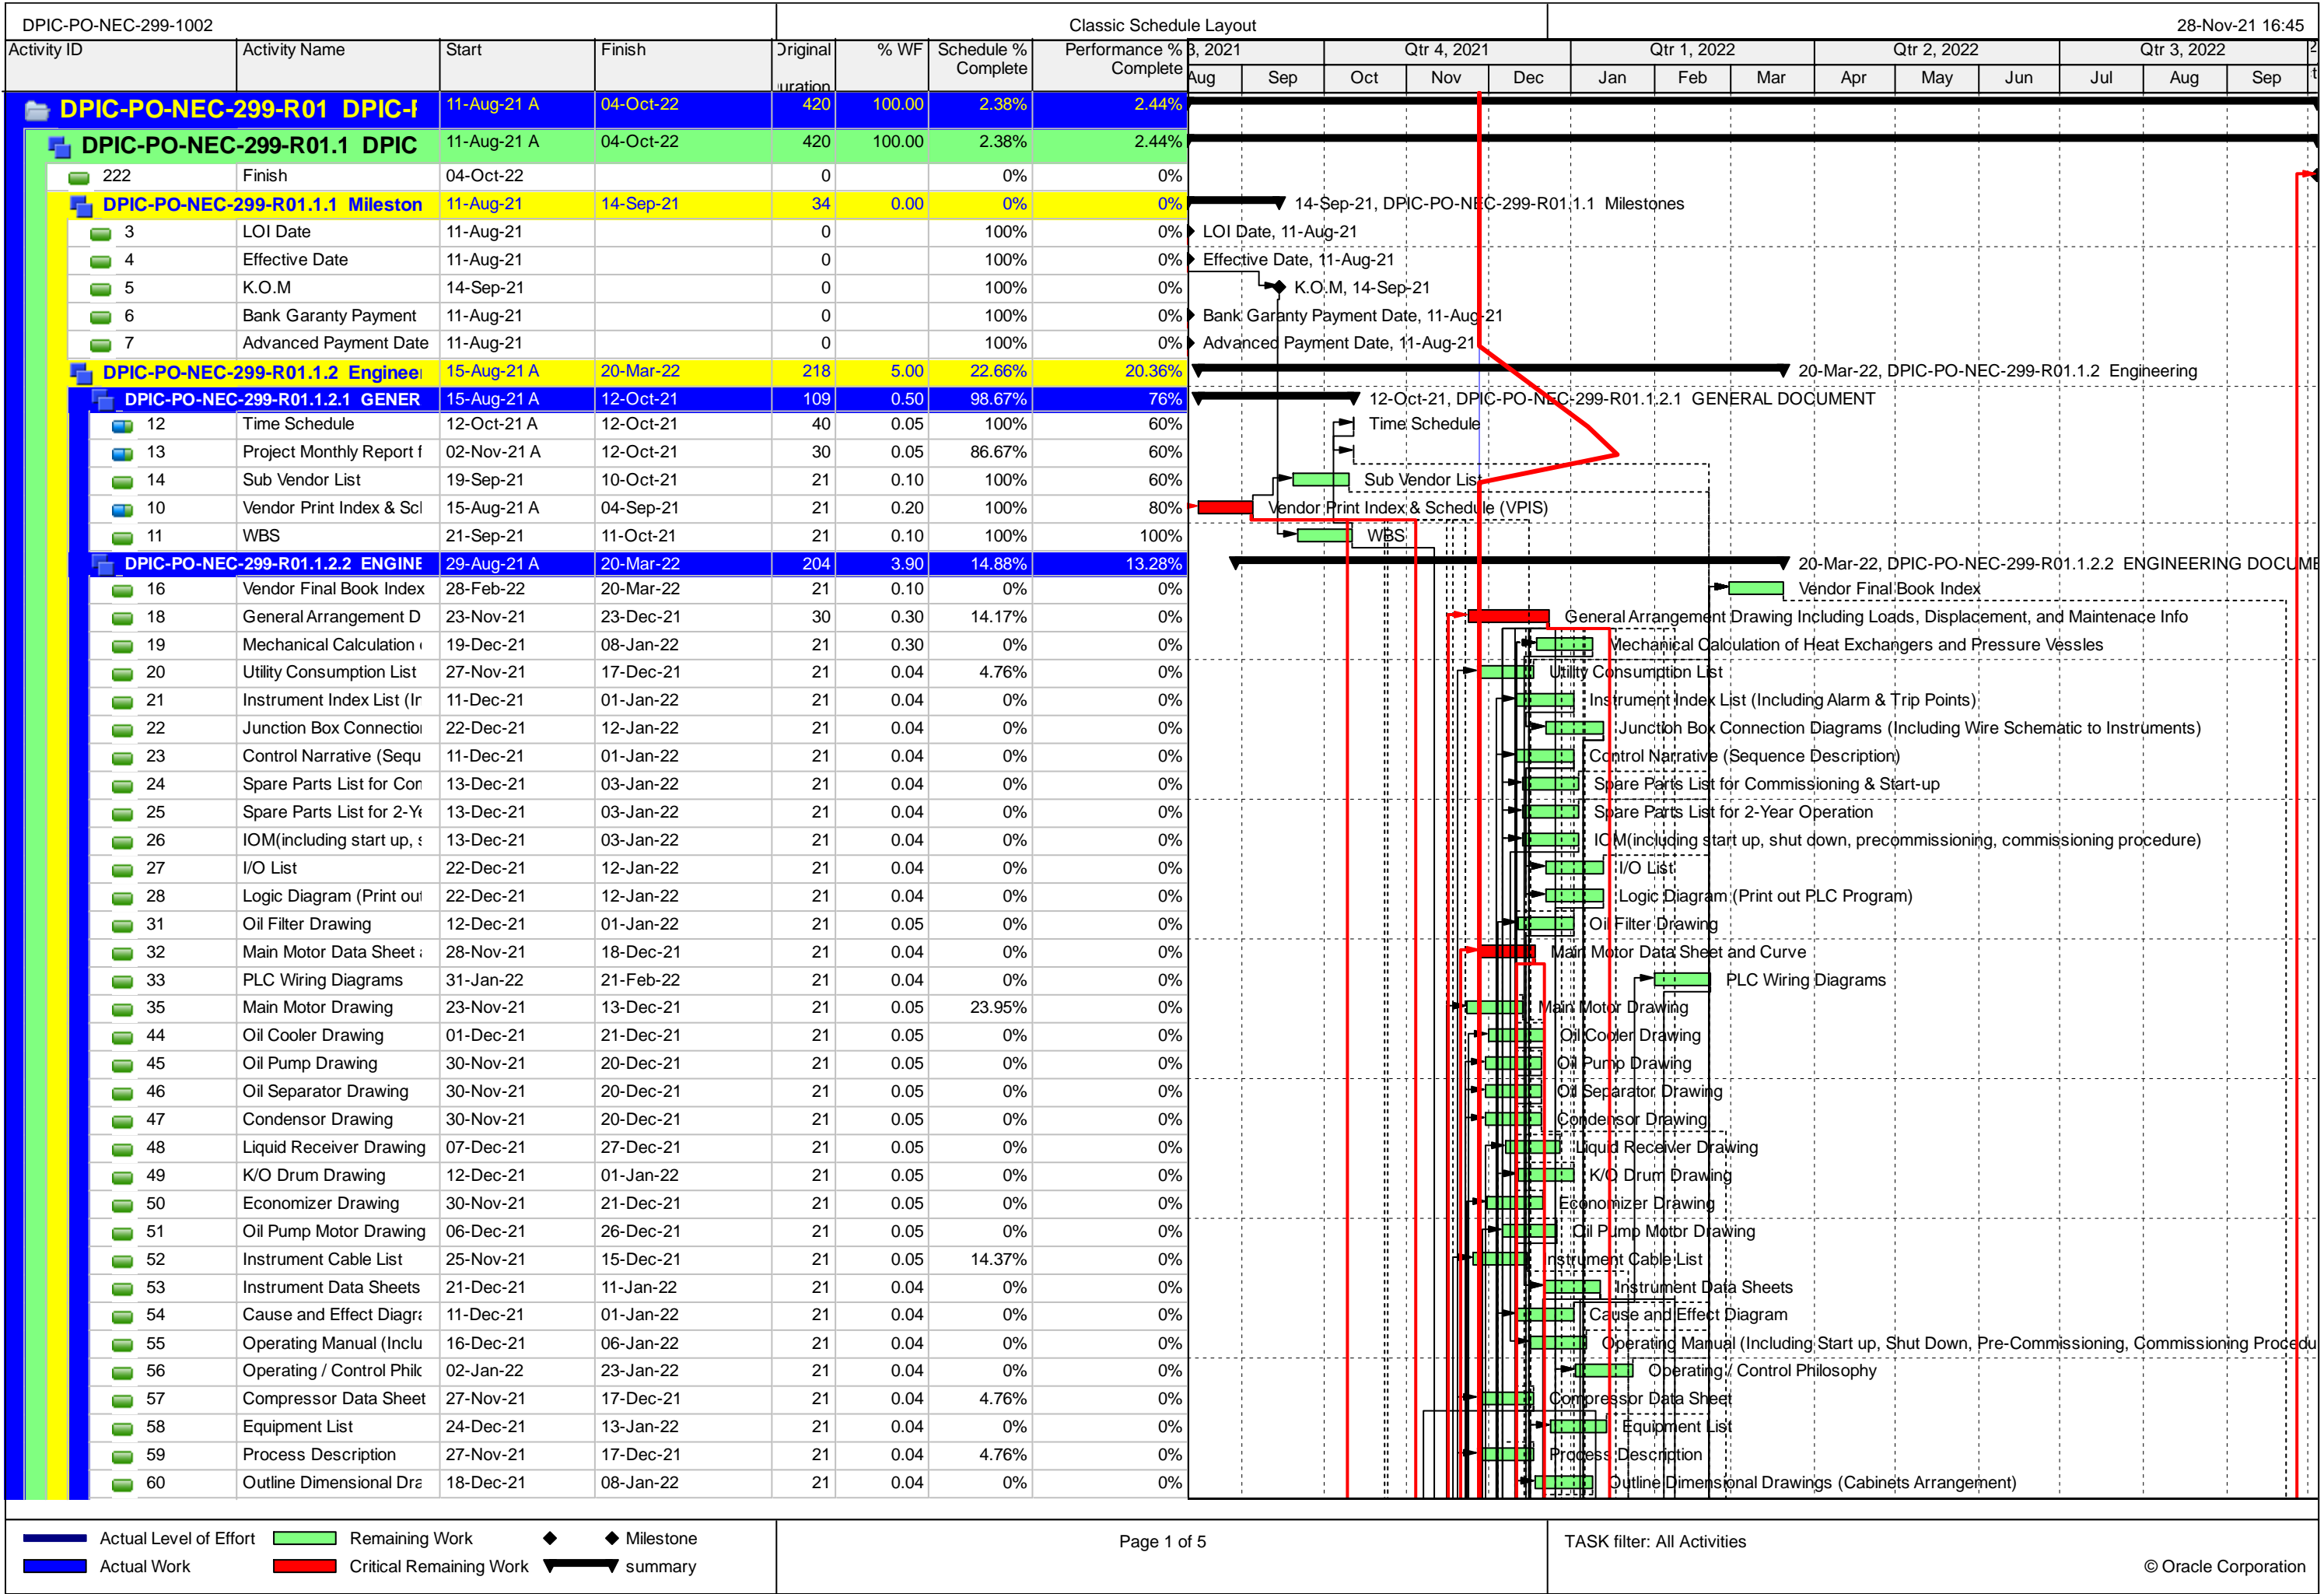 DPIC-PO-NEC-299-1002 Classic Schedule Layout 28-Nov-21 16:45
Activity ID Activity Name Start Finish Original uration % WF Schedule % Complete Performance % Complete
3, 2021 Qtr 4, 2021 Qtr 1, 2022 Qtr 2, 2022 Qtr 3, 2022
Aug Sep Oct Nov Dec Jan Feb Mar Apr May Jun Jul Aug Sep
DPIC-PO-NEC-299-R01 DPIC- 11-Aug-21 A 04-Oct-22 420 100.00 2.38% 2.44%
DPIC-PO-NEC-299-R01.1 DPIC 11-Aug-21 A 04-Oct-22 420 100.00 2.38% 2.44%
222 Finish 04-Oct-22 0 0% 0%
DPIC-PO-NEC-299-R01.1.1 Mileston 11-Aug-21 14-Sep-21 34 0.00 0% 0% 14-Sep-21, DPIC-PO-NEC-299-R01.1.1 Milestones
3 LOI Date 11-Aug-21 0 100% 0% LOI Date, 11-Aug-21
4 Effective Date 11-Aug-21 0 100% 0% Effective Date, 11-Aug-21
5 K.O.M 14-Sep-21 0 100% 0% K.O.M, 14-Sep-21
6 Bank Garanty Payment 11-Aug-21 0 100% 0% Bank Garanty Payment Date, 11-Aug-21
7 Advanced Payment Date 11-Aug-21 0 100% 0% Advanced Payment Date, 11-Aug-21
DPIC-PO-NEC-299-R01.1.2 Engineer 15-Aug-21 A 20-Mar-22 218 5.00 22.66% 20.36% 20-Mar-22, DPIC-PO-NEC-299-R01.1.2 Engineering
DPIC-PO-NEC-299-R01.1.2.1 GENER 15-Aug-21 A 12-Oct-21 109 0.50 98.67% 76% 12-Oct-21, DPIC-PO-NEC-299-R01.1.2.1 GENERAL DOCUMENT
12 Time Schedule 12-Oct-21 A 12-Oct-21 40 0.05 100% 60% Time Schedule
13 Project Monthly Report f 02-Nov-21 A 12-Oct-21 30 0.05 86.67% 60%
14 Sub Vendor List 19-Sep-21 10-Oct-21 21 0.10 100% 60% Sub Vendor List
10 Vendor Print Index & Scl 15-Aug-21 A 04-Sep-21 21 0.20 100% 80% Vendor Print Index & Schedule (VPIS)
11 WBS 21-Sep-21 11-Oct-21 21 0.10 100% 100% WBS
DPIC-PO-NEC-299-R01.1.2.2 ENGINE 29-Aug-21 A 20-Mar-22 204 3.90 14.88% 13.28% 20-Mar-22, DPIC-PO-NEC-299-R01.1.2.2 ENGINEERING DOCUME
16 Vendor Final Book Index 28-Feb-22 20-Mar-22 21 0.10 0% 0% Vendor Final Book Index
18 General Arrangement D 23-Nov-21 23-Dec-21 30 0.30 14.17% 0% General Arrangement Drawing Including Loads, Displacement, and Maintenace Info
19 Mechanical Calculation 19-Dec-21 08-Jan-22 21 0.30 0% 0% Mechanical Calculation of Heat Exchangers and Pressure Vessles
20 Utility Consumption List 27-Nov-21 17-Dec-21 21 0.04 4.76% 0% Utility Consumption List
21 Instrument Index List (Ir 11-Dec-21 01-Jan-22 21 0.04 0% 0% Instrument Index List (Including Alarm & Trip Points)
22 Junction Box Connection 22-Dec-21 12-Jan-22 21 0.04 0% 0% Junction Box Connection Diagrams (Including Wire Schematic to Instruments)
23 Control Narrative (Sequ 11-Dec-21 01-Jan-22 21 0.04 0% 0% Control Narrative (Sequence Description)
24 Spare Parts List for Con 13-Dec-21 03-Jan-22 21 0.04 0% 0% Spare Parts List for Commissioning & Start-up
25 Spare Parts List for 2-Ye 13-Dec-21 03-Jan-22 21 0.04 0% 0% Spare Parts List for 2-Year Operation
26 IOM(including start up, s 13-Dec-21 03-Jan-22 21 0.04 0% 0% IOM(including start up, shut down, precommissioning, commissioning procedure)
27 I/O List 22-Dec-21 12-Jan-22 21 0.04 0% 0% I/O List
28 Logic Diagram (Print out 22-Dec-21 12-Jan-22 21 0.04 0% 0% Logic Diagram (Print out PLC Program)
31 Oil Filter Drawing 12-Dec-21 01-Jan-22 21 0.05 0% 0% Oil Filter Drawing
32 Main Motor Data Sheet 28-Nov-21 18-Dec-21 21 0.04 0% 0% Main Motor Data Sheet and Curve
33 PLC Wiring Diagrams 31-Jan-22 21-Feb-22 21 0.04 0% 0% PLC Wiring Diagrams
35 Main Motor Drawing 23-Nov-21 13-Dec-21 21 0.05 23.95% 0% Main Motor Drawing
44 Oil Cooler Drawing 01-Dec-21 21-Dec-21 21 0.05 0% 0% Oil Cooler Drawing
45 Oil Pump Drawing 30-Nov-21 20-Dec-21 21 0.05 0% 0% Oil Pump Drawing
46 Oil Separator Drawing 30-Nov-21 20-Dec-21 21 0.05 0% 0% Oil Separator Drawing
47 Condensor Drawing 30-Nov-21 20-Dec-21 21 0.05 0% 0% Condensor Drawing
48 Liquid Receiver Drawing 07-Dec-21 27-Dec-21 21 0.05 0% 0% Liquid Receiver Drawing
49 K/O Drum Drawing 12-Dec-21 01-Jan-22 21 0.05 0% 0% K/O Drum Drawing
50 Economizer Drawing 30-Nov-21 21-Dec-21 21 0.05 0% 0% Economizer Drawing
51 Oil Pump Motor Drawing 06-Dec-21 26-Dec-21 21 0.05 0% 0% Oil Pump Motor Drawing
52 Instrument Cable List 25-Nov-21 15-Dec-21 21 0.05 14.37% 0% Instrument Cable List
53 Instrument Data Sheets 21-Dec-21 11-Jan-22 21 0.04 0% 0% Instrument Data Sheets
54 Cause and Effect Diagra 11-Dec-21 01-Jan-22 21 0.04 0% 0% Cause and Effect Diagram
55 Operating Manual (Inclu 16-Dec-21 06-Jan-22 21 0.04 0% 0% Operating Manual (Including Start up, Shut Down, Pre-Commissioning, Commissioning Procedu
56 Operating / Control Philc 02-Jan-22 23-Jan-22 21 0.04 0% 0% Operating / Control Philosophy
57 Compressor Data Sheet 27-Nov-21 17-Dec-21 21 0.04 4.76% 0% Compressor Data Sheet
58 Equipment List 24-Dec-21 13-Jan-22 21 0.04 0% 0% Equipment List
59 Process Description 27-Nov-21 17-Dec-21 21 0.04 4.76% 0% Process Description
60 Outline Dimensional Dra 18-Dec-21 08-Jan-22 21 0.04 0% 0% Outline Dimensional Drawings (Cabinets Arrangement)
Actual Level of Effort Remaining Work Milestone Page 1 of 5 TASK filter: All Activities
Actual Work Critical Remaining Work summary © Oracle Corporation